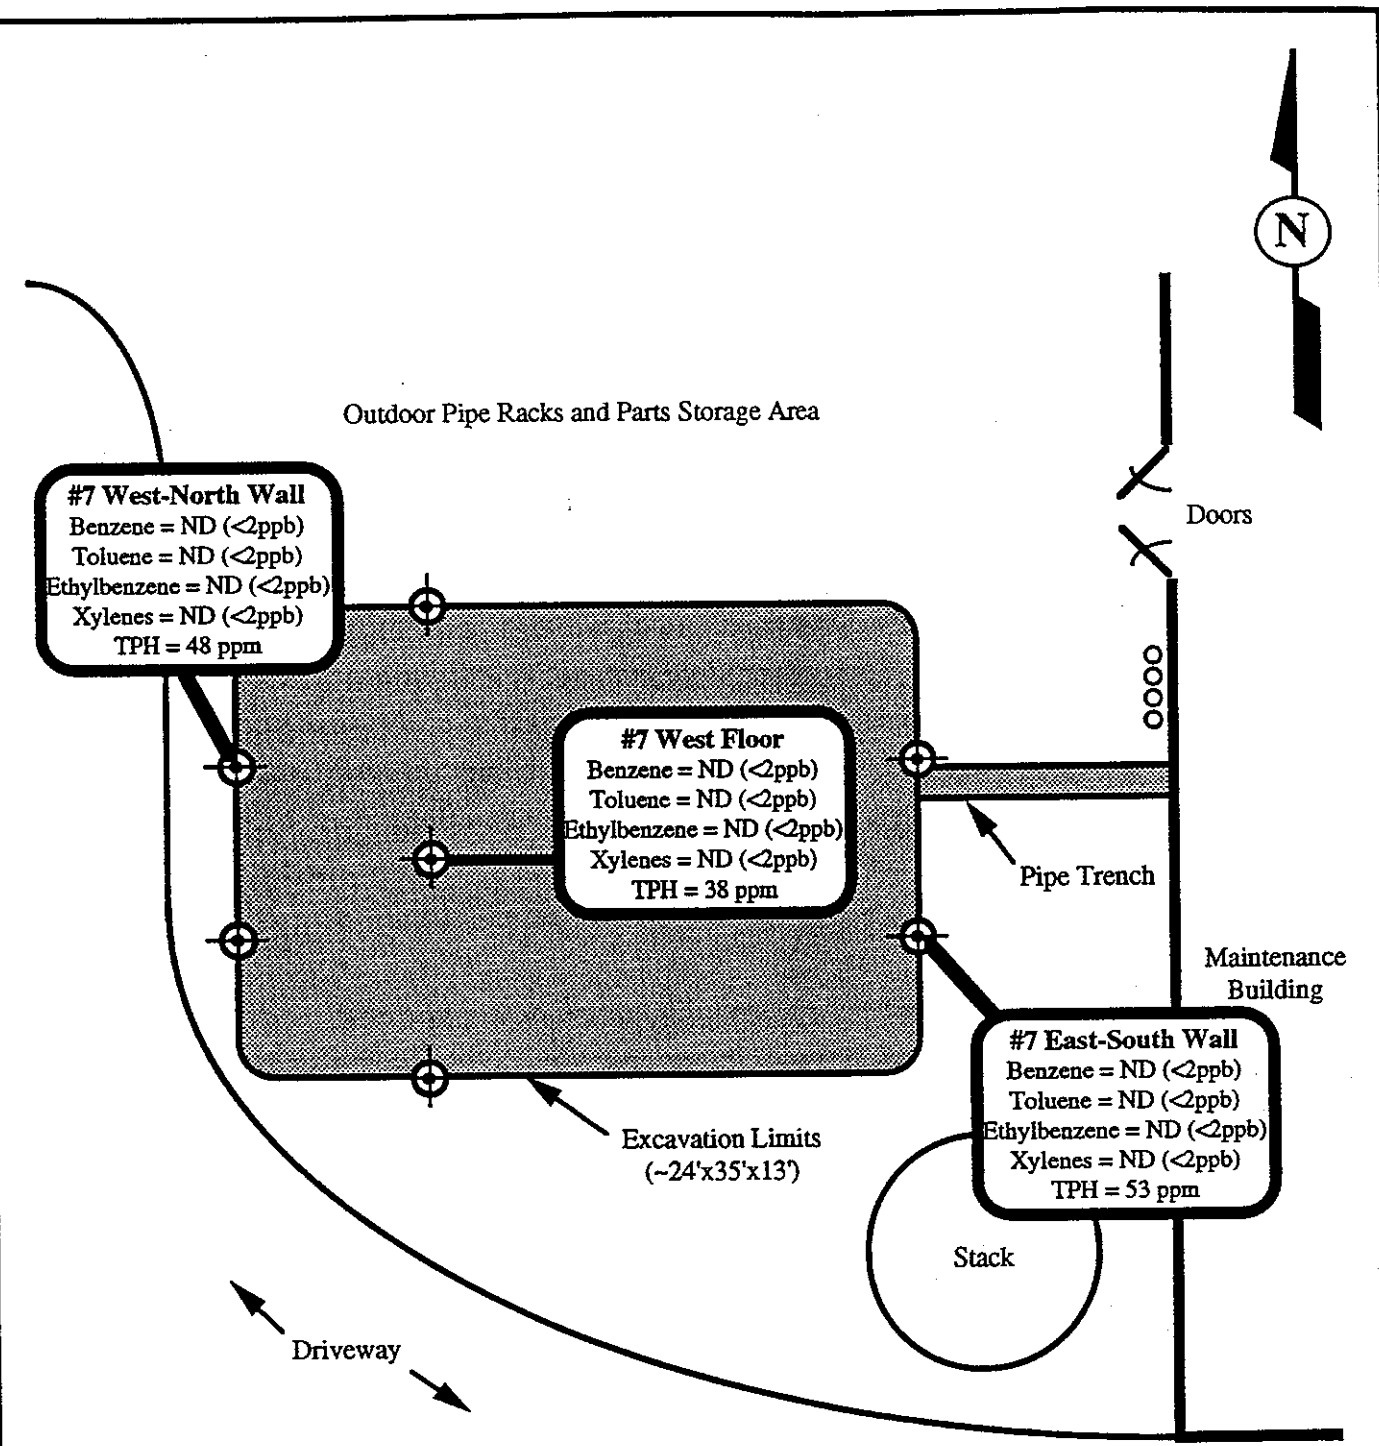 N
Outdoor Pipe Racks and Parts Storage Area
#7 West-North Wall
Benzene = ND (<2ppb)
Toluene = ND (<2ppb)
Ethylbenzene = ND (<2ppb)
Xylenes = ND (<2ppb)
TPH = 48 ppm
Doors
#7 West Floor
Benzene = ND (<2ppb)
Toluene = ND (<2ppb)
Ethylbenzene = ND (<2ppb)
Xylenes = ND (<2ppb)
TPH = 38 ppm
Pipe Trench
Maintenance
Building
#7 East-South Wall
Benzene = ND (<2ppb)
Toluene = ND (<2ppb)
Ethylbenzene = ND (<2ppb)
Xylenes = ND (<2ppb)
TPH = 53 ppm
Excavation Limits
(~24'x35'x13')
Stack
Driveway